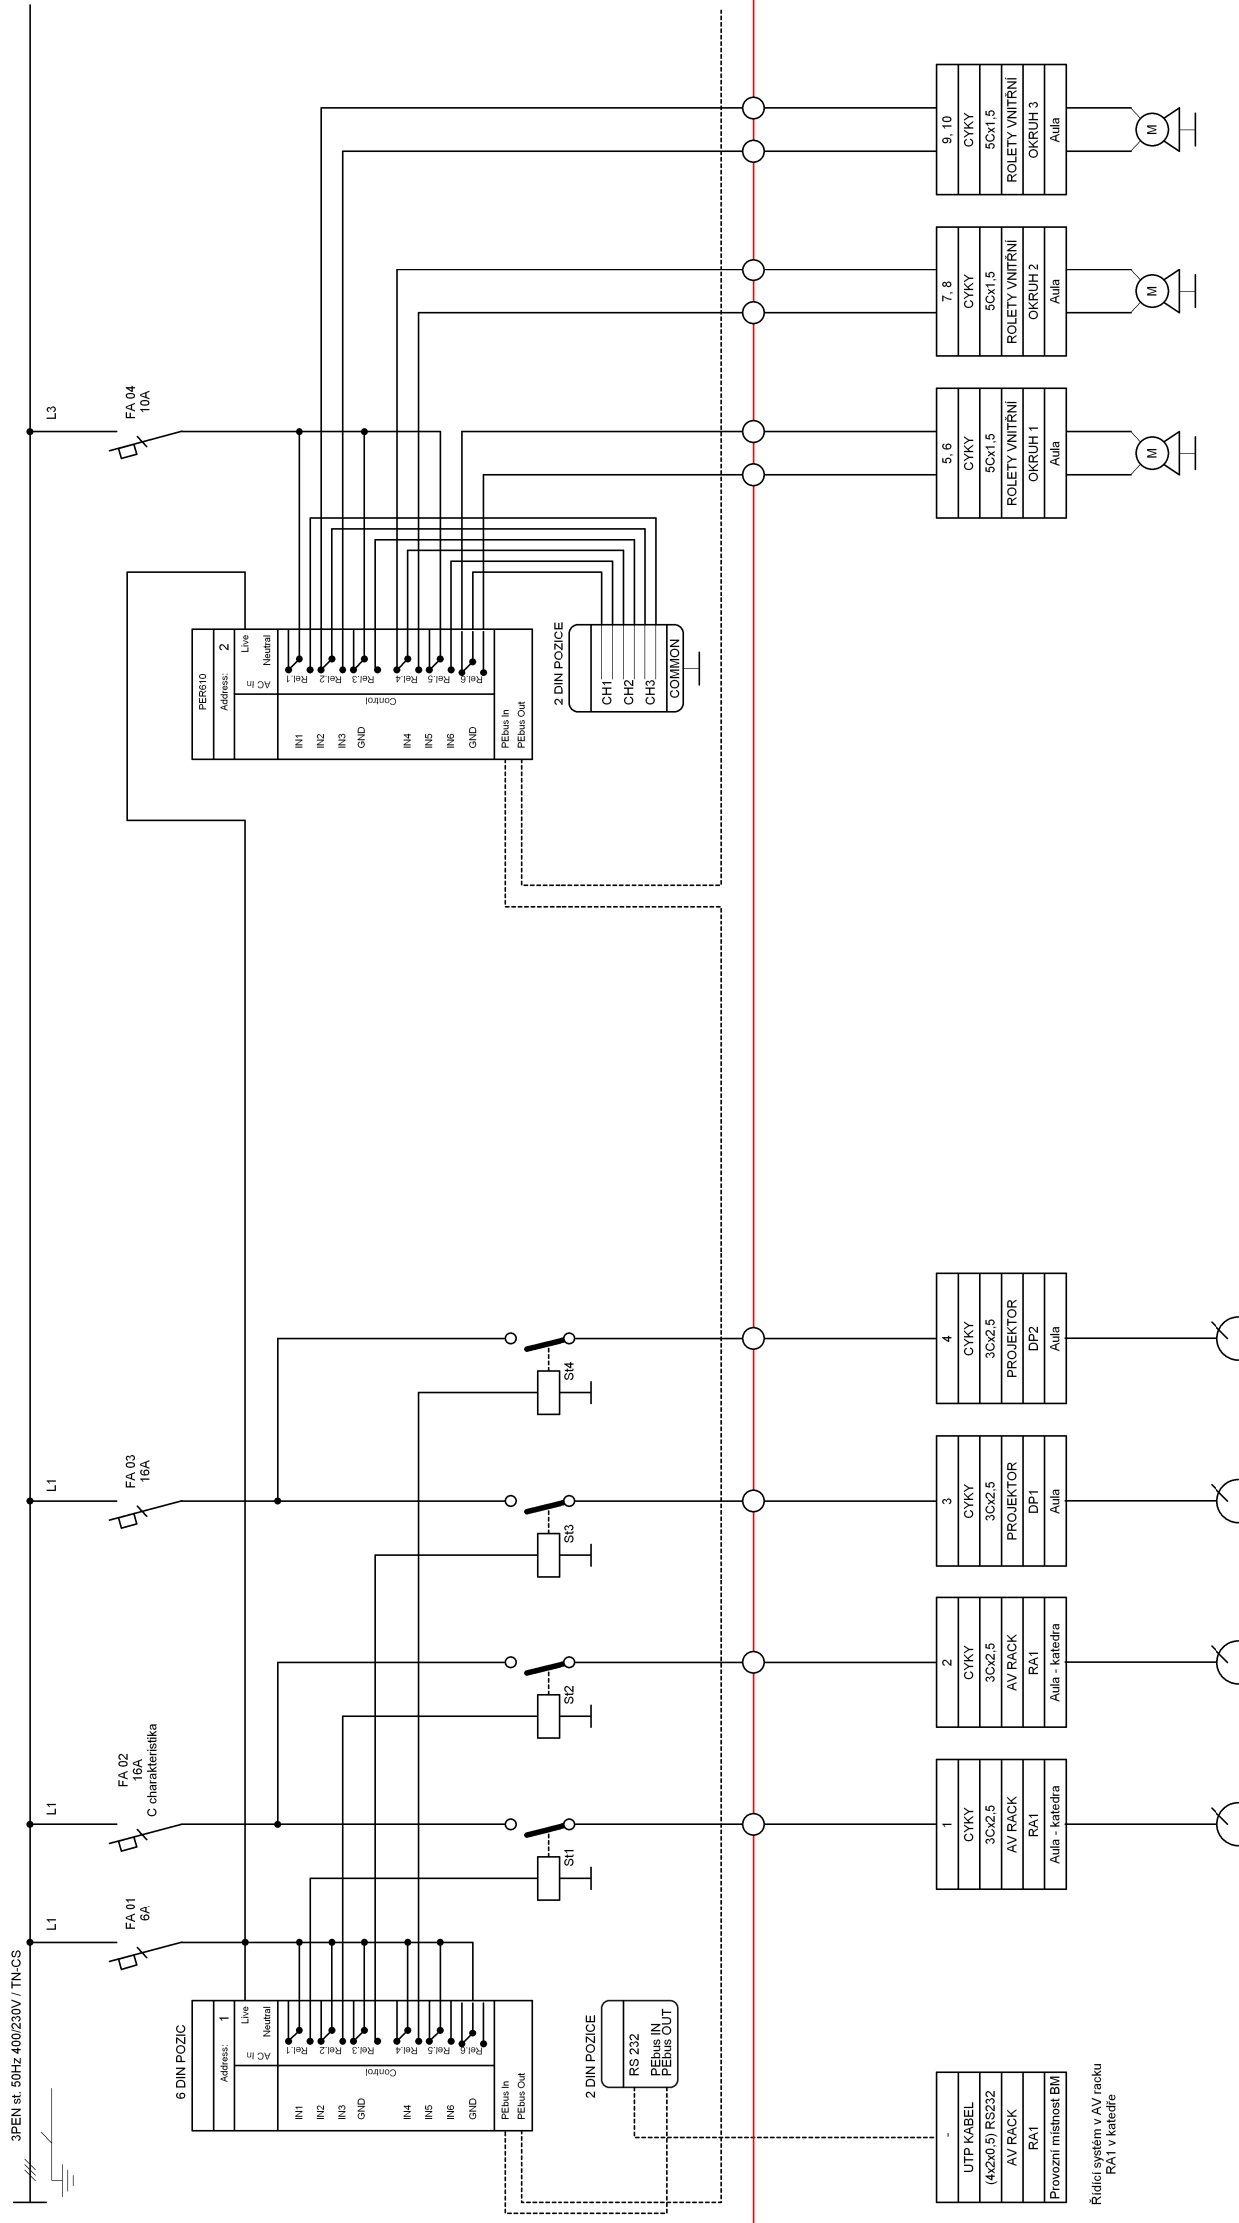 3PEN st. 50Hz 400/230V / TN-CS
L1
FA 01
6A
L1
FA 02
16A
C charakteristika
L1
FA 03
16A
L3
FA 04
10A
6 DIN POZIC
Address: 1
AC In
Live
Neutral
Control
IN1
IN2
IN3
GND
IN4
IN5
IN6
GND
Rel.1
Rel.2
Rel.3
Rel.4
Rel.5
Rel.6
PEbus In
PEbus Out
PER610
Address: 2
AC In
Live
Neutral
Control
IN1
IN2
IN3
GND
IN4
IN5
IN6
GND
Rel.1
Rel.2
Rel.3
Rel.4
Rel.5
Rel.6
PEbus In
PEbus Out
St1
St2
St3
St4
2 DIN POZICE
RS 232
PEbus IN
PEbus OUT
2 DIN POZICE
CH1
CH2
CH3
COMMON
-
UTP KABEL
(4x2x0,5) RS232
AV RACK
RA1
Provozní místnost BM
Řídící systém v AV racku
RA1 v katedře
1
CYKY
3Cx2,5
AV RACK
RA1
Aula - katedra
2
CYKY
3Cx2,5
AV RACK
RA1
Aula - katedra
3
CYKY
3Cx2,5
PROJEKTOR
DP1
Aula
4
CYKY
3Cx2,5
PROJEKTOR
DP2
Aula
5, 6
CYKY
5Cx1,5
ROLETY VNITŘNÍ
OKRUH 1
Aula
M
7, 8
CYKY
5Cx1,5
ROLETY VNITŘNÍ
OKRUH 2
Aula
M
9, 10
CYKY
5Cx1,5
ROLETY VNITŘNÍ
OKRUH 3
Aula
M